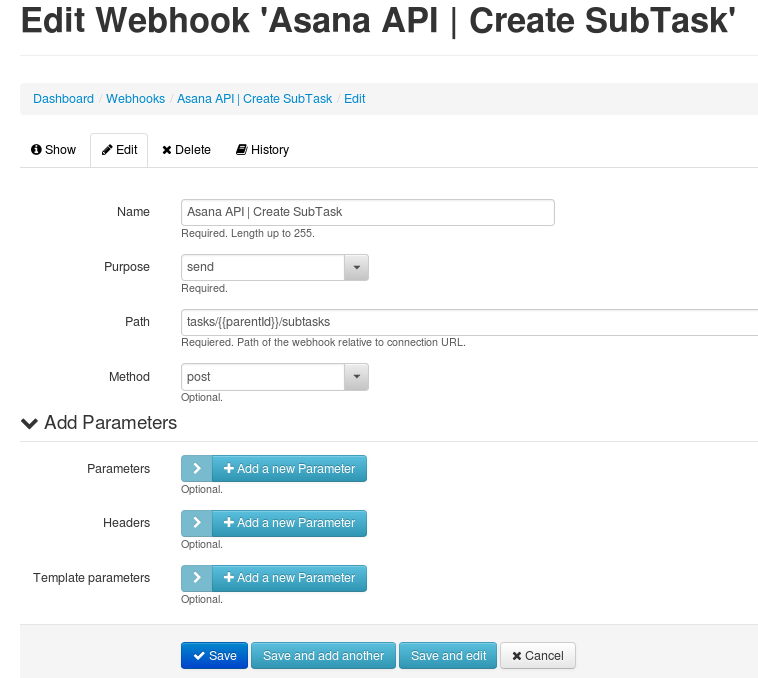 Edit Webhook 'Asana API | Create SubTask'
Dashboard / Webhooks / Asana API | Create SubTask / Edit
Show Edit Delete History
Name Asana API | Create SubTask
Required. Length up to 255.
Purpose send
Required.
Path tasks/{{parentId}}/subtasks
Requiered. Path of the webhook relative to connection URL.
Method post
Optional.
Add Parameters
Parameters Add a new Parameter
Optional.
Headers Add a new Parameter
Optional.
Template parameters Add a new Parameter
Optional.
Save Save and add another Save and edit Cancel